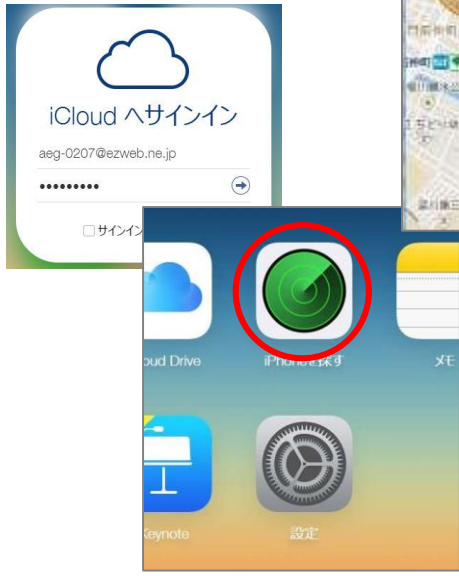 iCloud へサインイン
aeg-0207@ezweb.ne.jp
•••••••••
サインイン
oud Drive
iPhoneを探す
メモ
Keynote
設定